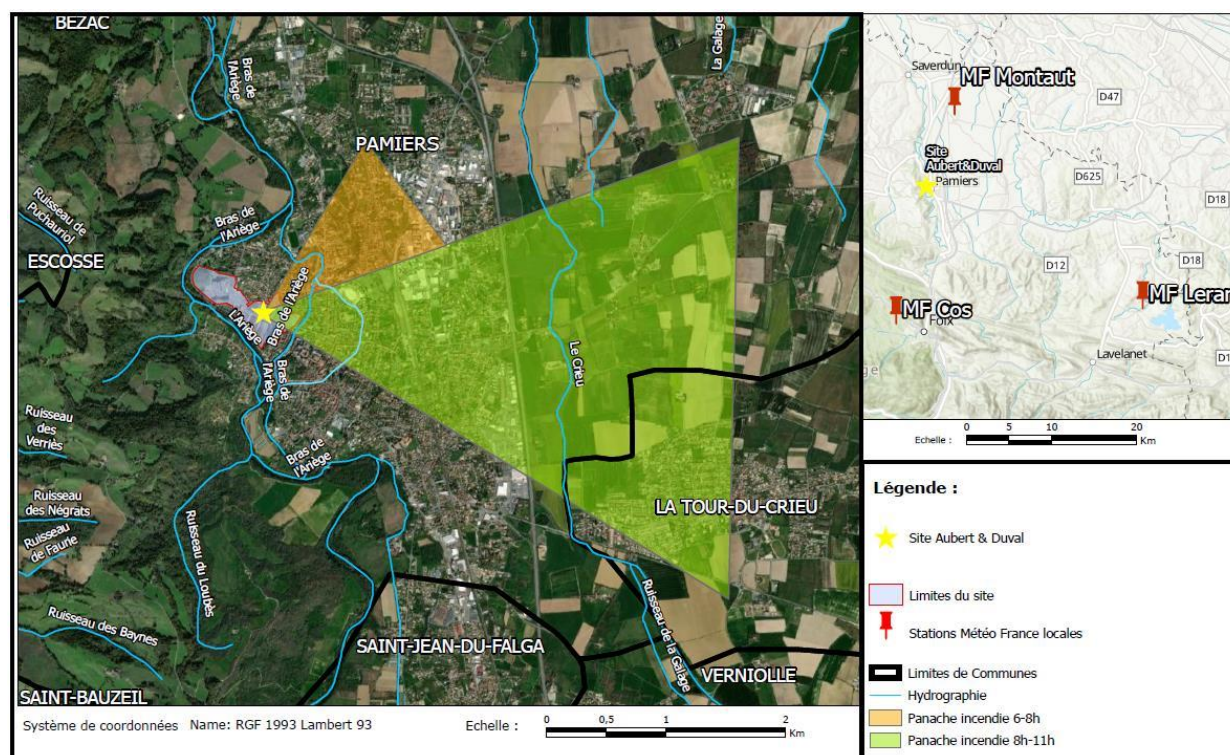 BEZAC
Bras de
l'Ariège
La Galage
PAMIERS
Ruisseau de
Puchauriol
Bras de
l'Ariège
ESCOSSE
L'Ariège
Bras de l'Ariège
Le Crieu
Bras de
l'Ariège
Ruisseau
des
Verriès
Bras de
l'Ariège
Ruisseau
des Négrats
Ruisseau
de Faurie
Ruisseau du Loubès
LA TOUR-DU-CRIEU
Ruisseau des Baynes
SAINT-JEAN-DU-FALGA
Ruisseau de la Galage
VERNIOLLE
SAINT-BAUZEIL
Système de coordonnées Name: RGF 1993 Lambert 93
Echelle :
0 0,5 1 2
Km
Saverdun
MF Montaut
D47
Site
Aubert&Duval
Pamiers
D625
D18
D12
D18
MF Leran
MF Cos
Foix
Lavelanet
D1
ge
Echelle :
0 5 10 20
Km
Légende :
Site Aubert & Duval
Limites du site
Stations Météo France locales
Limites de Communes
Hydrographie
Panache incendie 6-8h
Panache incendie 8h-11h